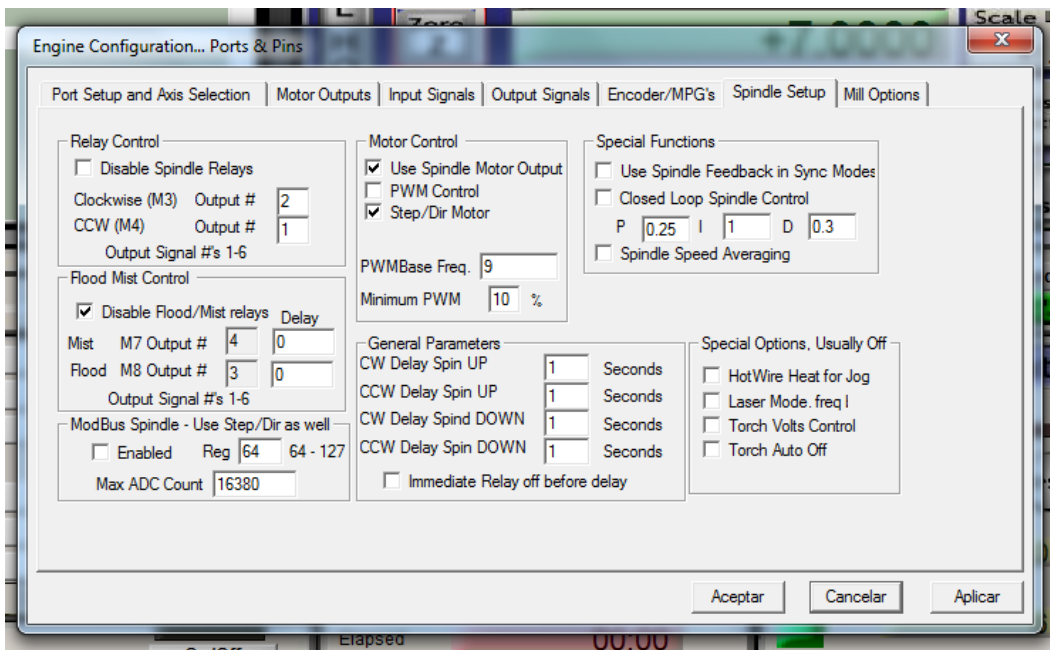 Zero
Z
+7.0000
Scale
Engine Configuration... Ports & Pins
Port Setup and Axis Selection
Motor Outputs
Input Signals
Output Signals
Encoder/MPG's
Spindle Setup
Mill Options
Relay Control
Disable Spindle Relays
Clockwise (M3) Output # 2
CCW (M4) Output # 1
Output Signal #'s 1-6
Flood Mist Control
Disable Flood/Mist relays Delay
Mist M7 Output # 4 0
Flood M8 Output # 3 0
Output Signal #'s 1-6
ModBus Spindle - Use Step/Dir as well
Enabled Reg 64 64 - 127
Max ADC Count 16380
Motor Control
Use Spindle Motor Output
PWM Control
Step/Dir Motor
PWMBase Freq. 9
Minimum PWM 10 %
General Parameters
CW Delay Spin UP 1 Seconds
CCW Delay Spin UP 1 Seconds
CW Delay Spind DOWN 1 Seconds
CCW Delay Spin DOWN 1 Seconds
Immediate Relay off before delay
Special Functions
Use Spindle Feedback in Sync Modes
Closed Loop Spindle Control
P 0.25 I 1 D 0.3
Spindle Speed Averaging
Special Options, Usually Off
HotWire Heat for Jog
Laser Mode. freq l
Torch Volts Control
Torch Auto Off
Aceptar
Cancelar
Aplicar
Elapsed
00:00